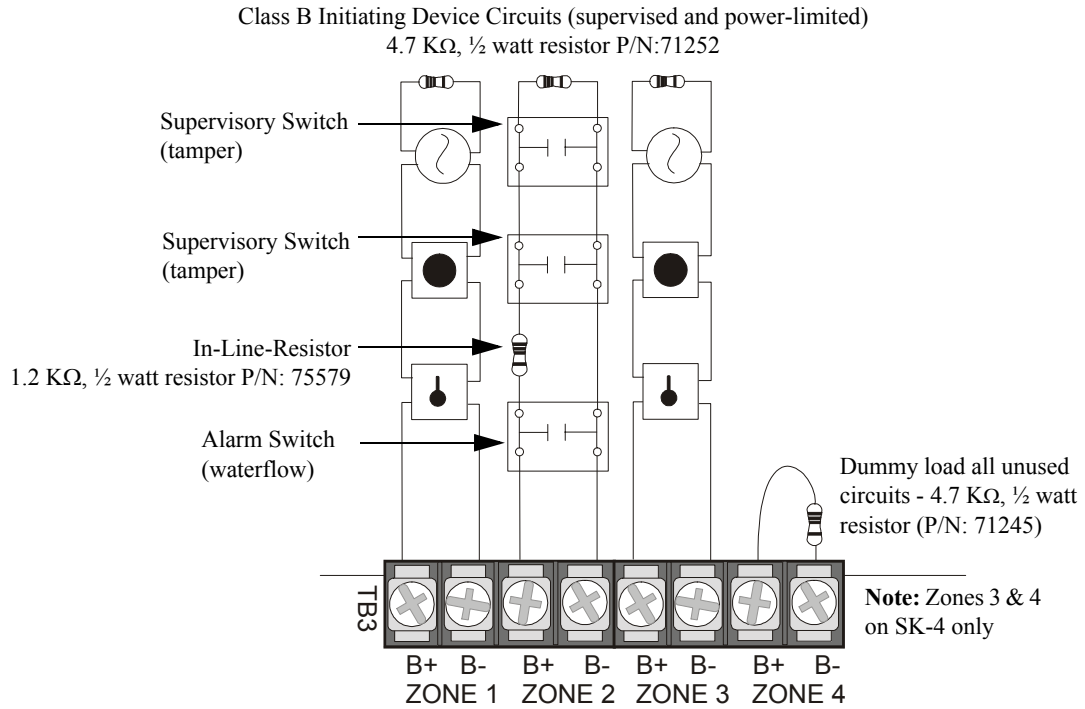 Class B Initiating Device Circuits (supervised and power-limited)
4.7 KΩ, ½ watt resistor P/N:71252
Supervisory Switch
(tamper)
Supervisory Switch
(tamper)
In-Line-Resistor
1.2 KΩ, ½ watt resistor P/N: 75579
Alarm Switch
(waterflow)
Dummy load all unused
circuits - 4.7 KΩ, ½ watt
resistor (P/N: 71245)
TB3
Note: Zones 3 & 4
on SK-4 only
B+ B- B+ B- B+ B- B+ B-
ZONE 1 ZONE 2 ZONE 3 ZONE 4